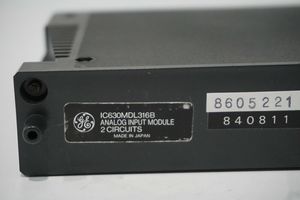 GE
IC630MDL316B
ANALOG INPUT MODULE
2 CIRCUITS
MADE IN JAPAN
8605221
840811